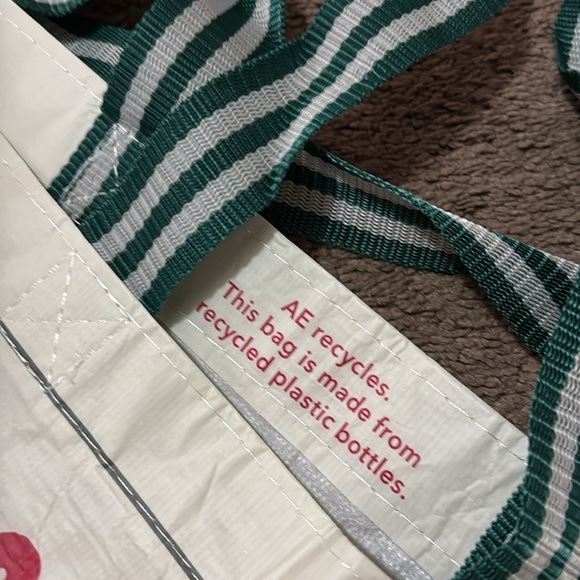 AE recycles.
This bag is made from
recycled plastic bottles.